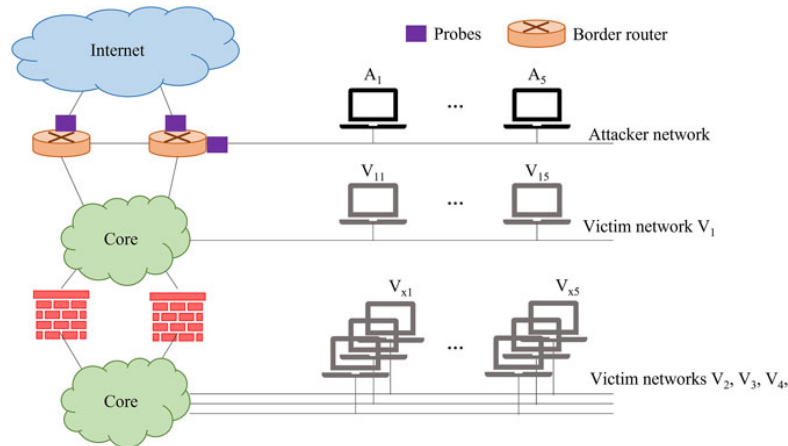 Internet
Probes
Border router
A1
...
A5
Attacker network
V11
...
V15
Victim network V1
Core
Vx1
...
Vx5
Core
Victim networks V2, V3, V4,